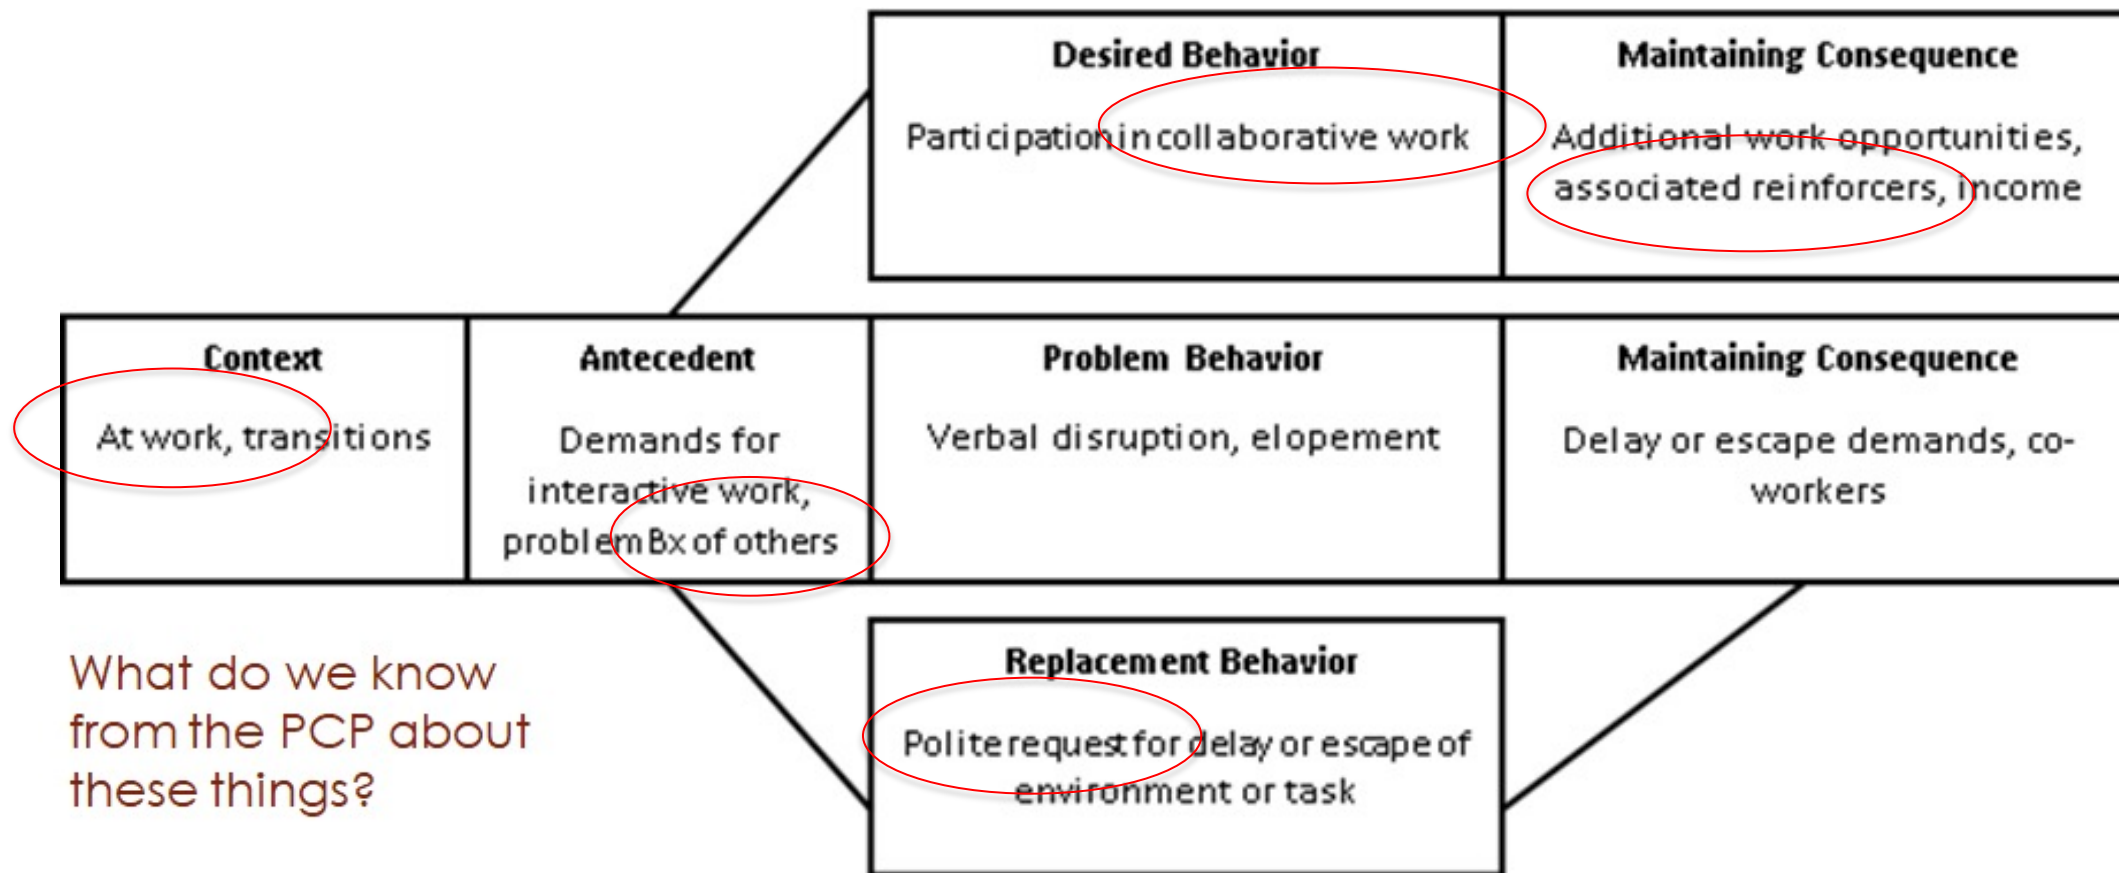 Desired Behavior
Participation in collaborative work
Maintaining Consequence
Additional work opportunities,
associated reinforcers, income
Context
At work, transitions
Antecedent
Demands for
interactive work,
problem Bx of others
Problem Behavior
Verbal disruption, elopement
Maintaining Consequence
Delay or escape demands, co-
workers
What do we know
from the PCP about
these things?
Replacement Behavior
Polite request for delay or escape of
environment or task